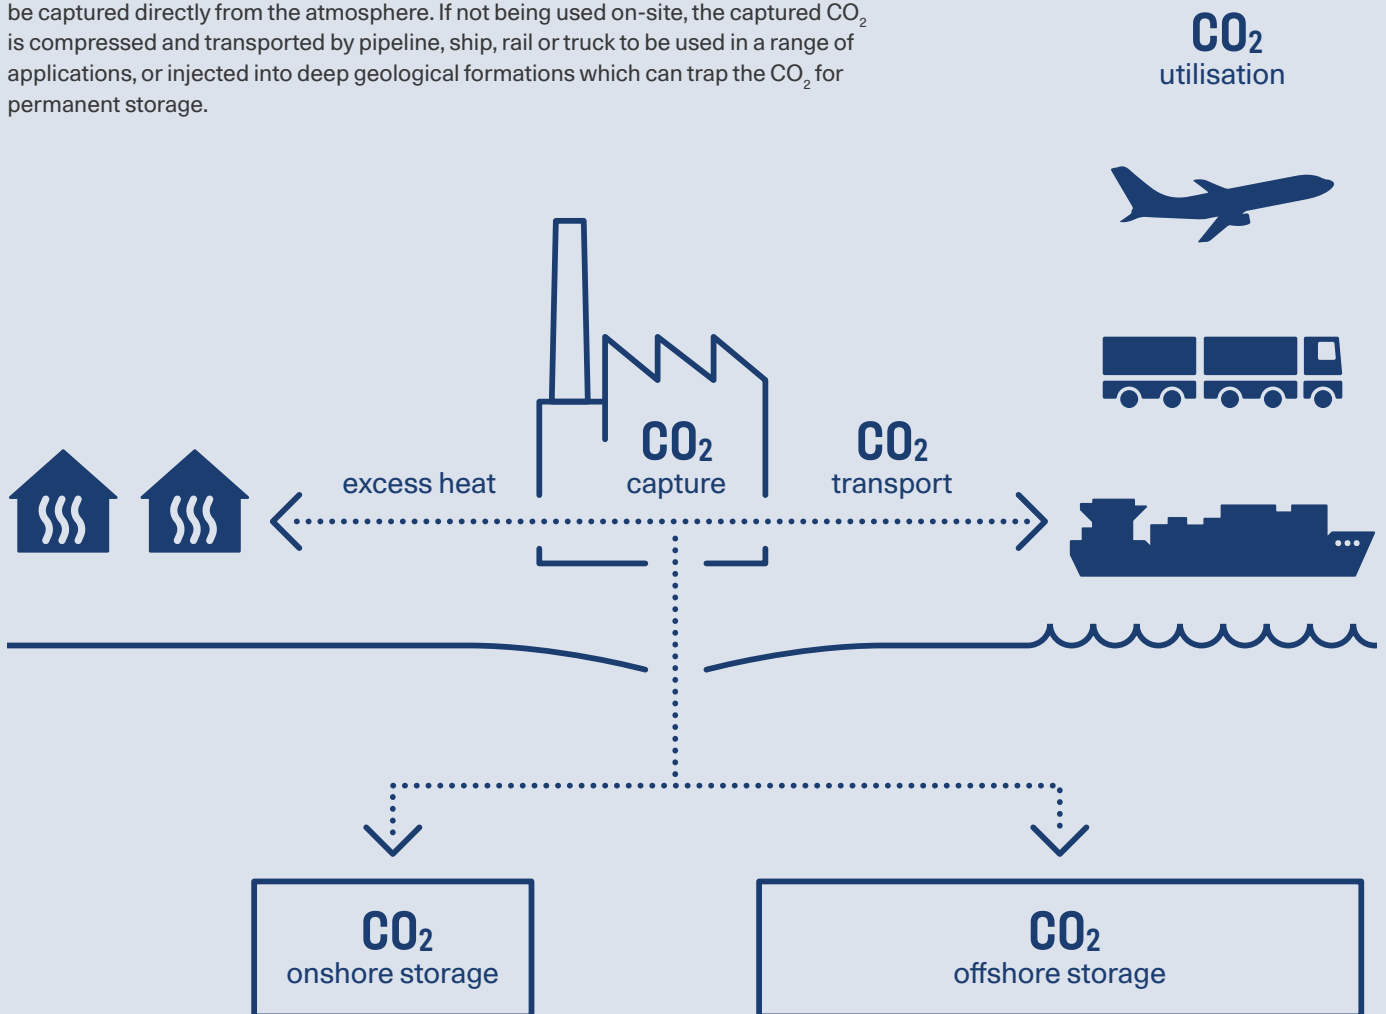 be captured directly from the atmosphere. If not being used on-site, the captured CO₂
is compressed and transported by pipeline, ship, rail or truck to be used in a range of
applications, or injected into deep geological formations which can trap the CO₂ for
permanent storage.
CO₂
utilisation
CO₂
capture
CO₂
transport
excess heat
CO₂
onshore storage
CO₂
offshore storage